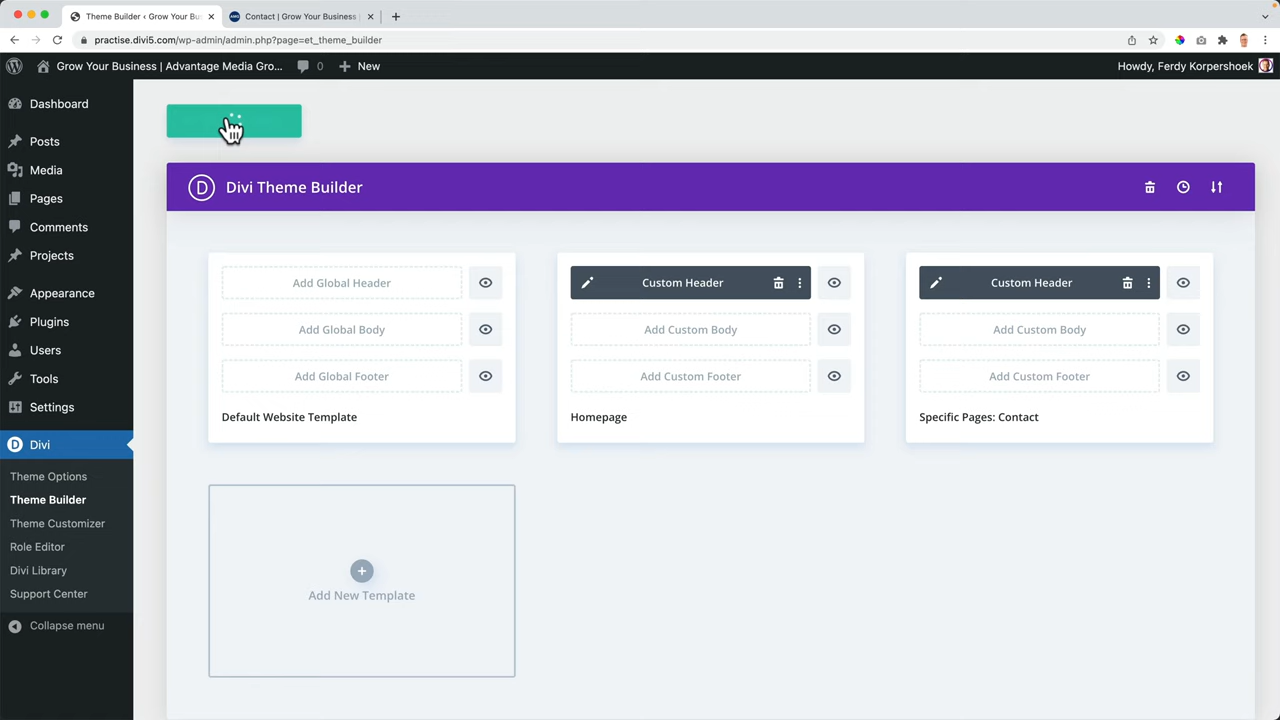 Theme Builder ‹ Grow Your Bus
Contact | Grow Your Business
practise.divi5.com/wp-admin/admin.php?page=et_theme_builder
Grow Your Business | Advantage Media Gro...
0
New
Howdy, Ferdy Korpershoek
Dashboard
Posts
Media
Pages
Comments
Projects
Appearance
Plugins
Users
Tools
Settings
D Divi
Theme Options
Theme Builder
Theme Customizer
Role Editor
Divi Library
Support Center
Collapse menu
D Divi Theme Builder
Add Global Header
Add Global Body
Add Global Footer
Default Website Template
Custom Header
Add Custom Body
Add Custom Footer
Homepage
Custom Header
Add Custom Body
Add Custom Footer
Specific Pages: Contact
Add New Template